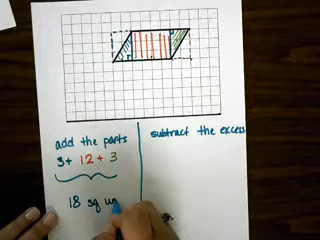 add the parts
3+ 12 + 3
18 sq un
subtract the excess